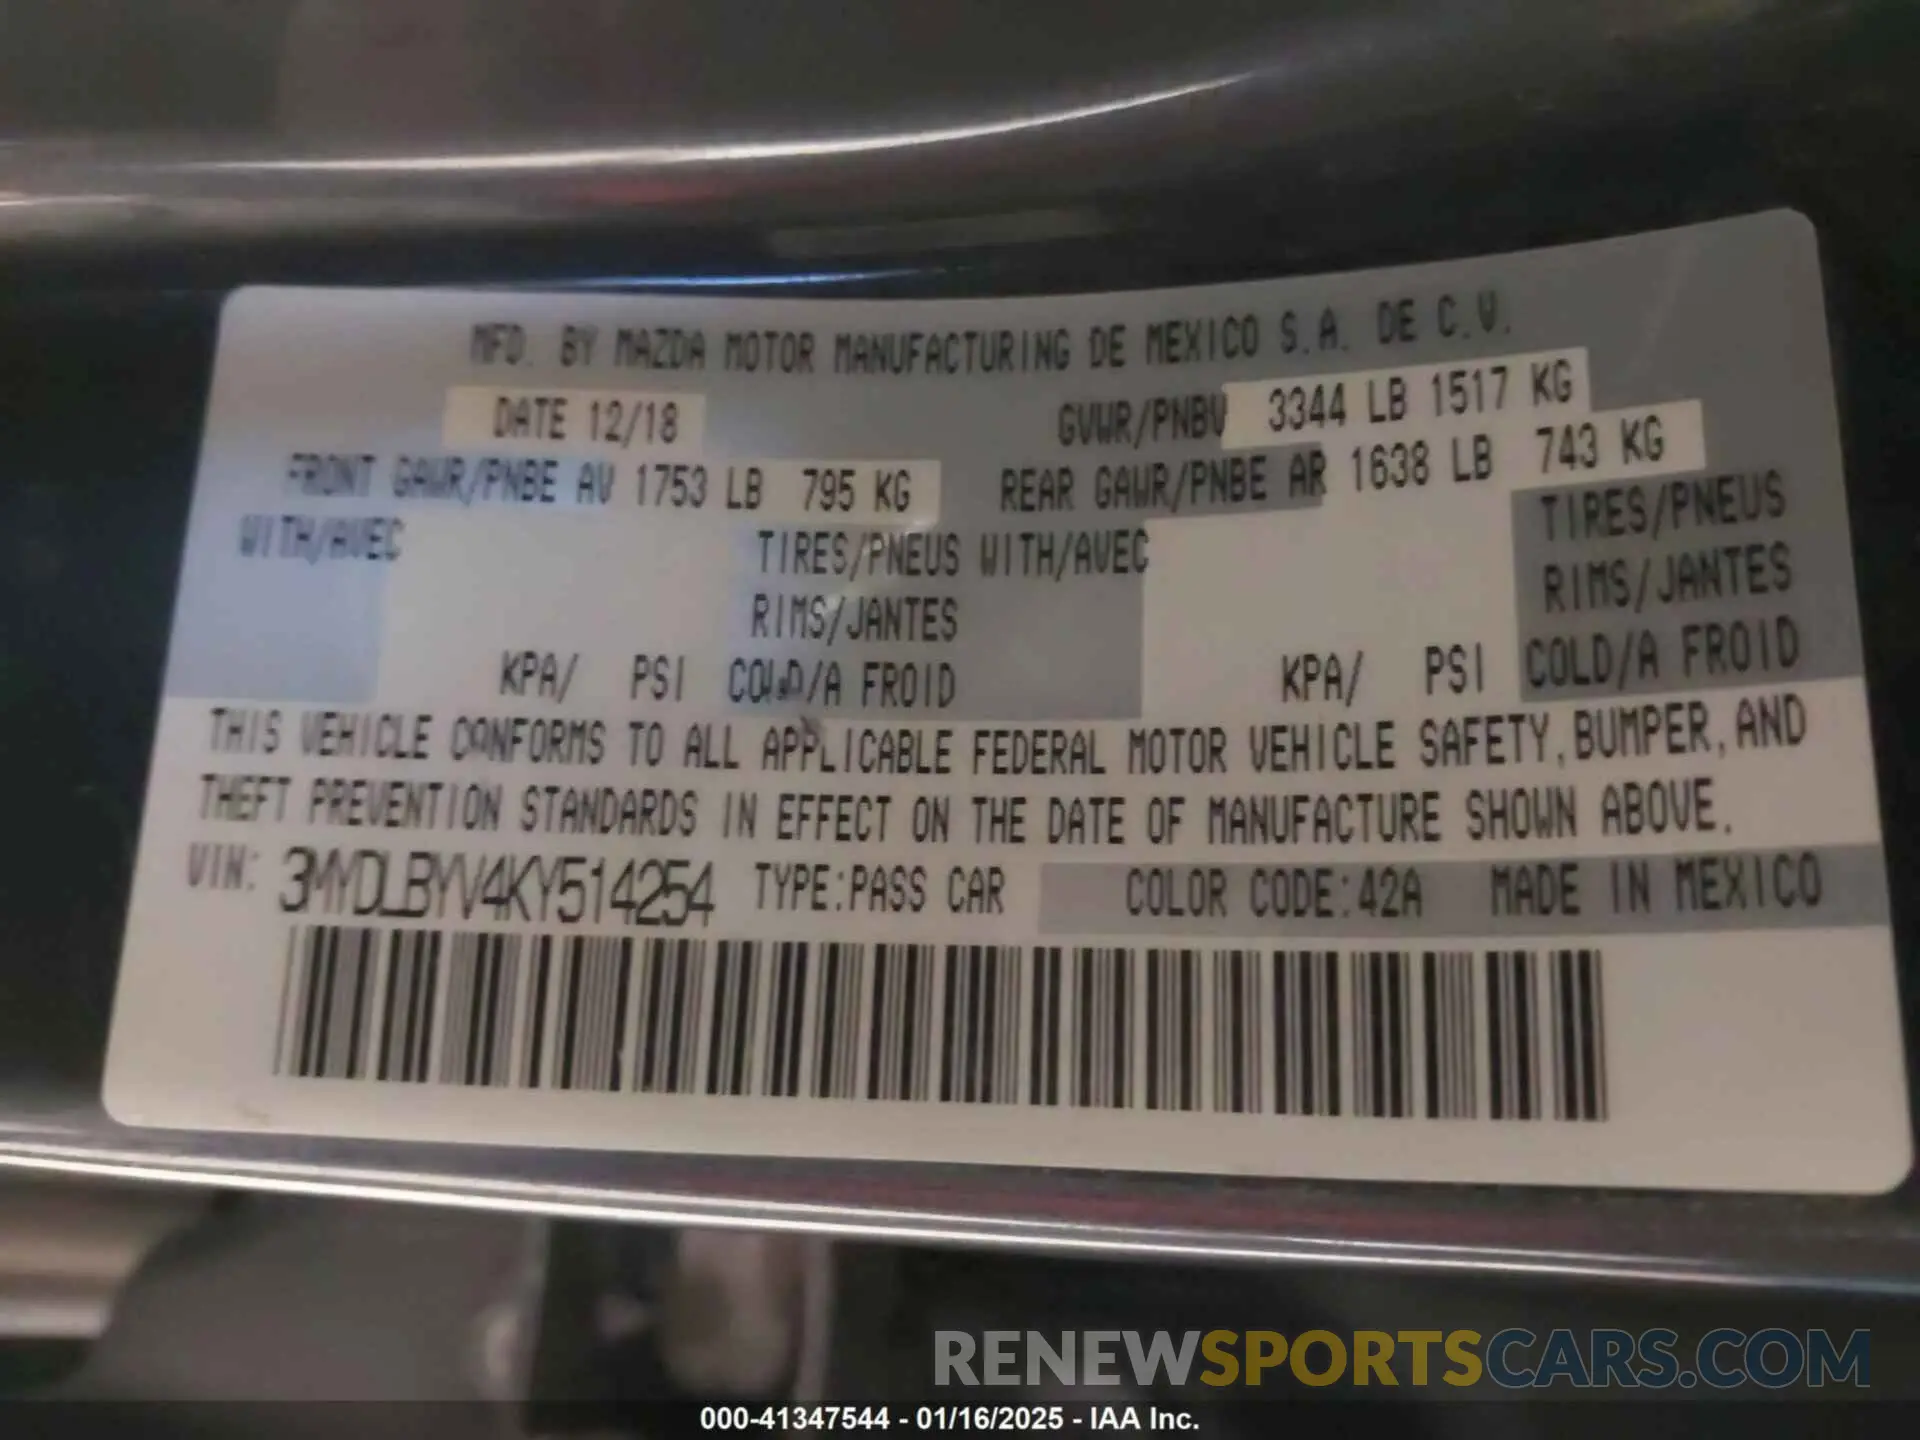 MFD. BY MAZDA MOTOR MANUFACTURING DE MEXICO S.A. DE C.V.
DATE 12/18 GVWR/PNBV 3344 LB 1517 KG
FRONT GAWR/PNBE AV 1753 LB 795 KG REAR GAWR/PNBE AR 1638 LB 743 KG
WITH/AVEC TIRES/PNEUS WITH/AVEC TIRES/PNEUS
RIMS/JANTES RIMS/JANTES
KPA/ PSI COLD/A FROID KPA/ PSI COLD/A FROID
THIS VEHICLE CONFORMS TO ALL APPLICABLE FEDERAL MOTOR VEHICLE SAFETY, BUMPER, AND
THEFT PREVENTION STANDARDS IN EFFECT ON THE DATE OF MANUFACTURE SHOWN ABOVE.
VIN: 3MYDLBYV4KY514254 TYPE:PASS CAR COLOR CODE:42A MADE IN MEXICO
RENEWSPORTSCARS.COM
000-41347544 - 01/16/2025 - IAA Inc.